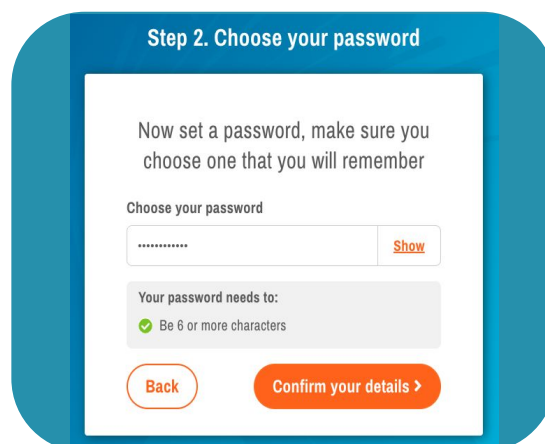 Step 2. Choose your password
Now set a password, make sure you
choose one that you will remember
Choose your password
•••••••••••• Show
Your password needs to:
Be 6 or more characters
Back Confirm your details >